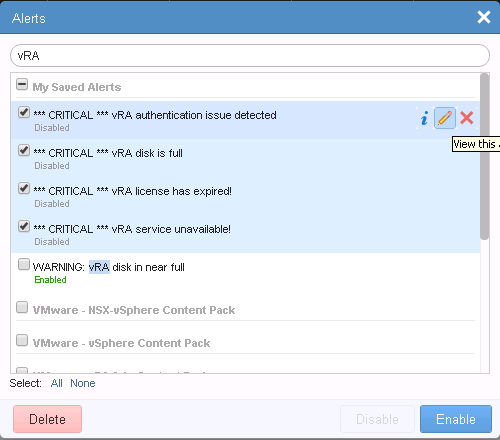 Alerts
vRA
My Saved Alerts
*** CRITICAL *** vRA authentication issue detected
Disabled
View this
*** CRITICAL *** vRA disk is full
Disabled
*** CRITICAL *** vRA license has expired!
Disabled
*** CRITICAL *** vRA service unavailable!
Disabled
WARNING: vRA disk in near full
Enabled
VMware - NSX-vSphere Content Pack
VMware - vSphere Content Pack
Select: All None
Delete Disable Enable